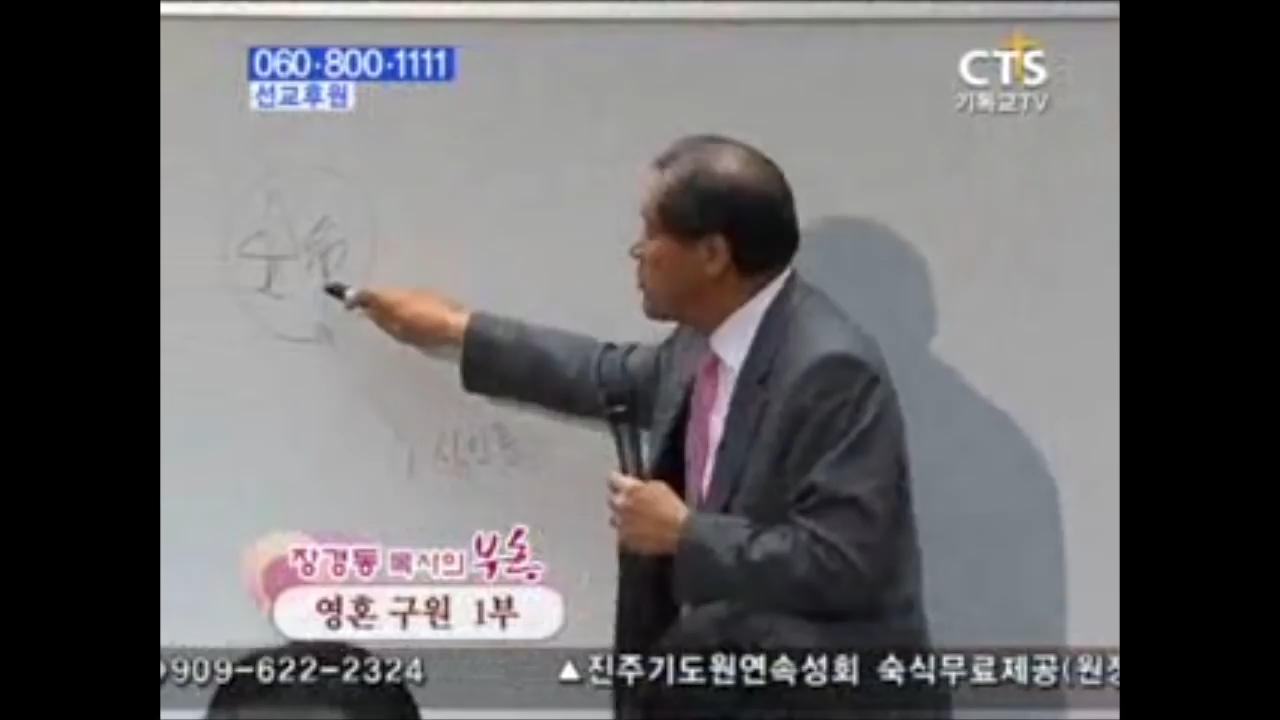 060·800·1111
선교후원
CTS
기독교TV
장경동 목사의
영혼 구원 1부
909-622-2324 ▲진주기도원연속성회 숙식무료제공(원장